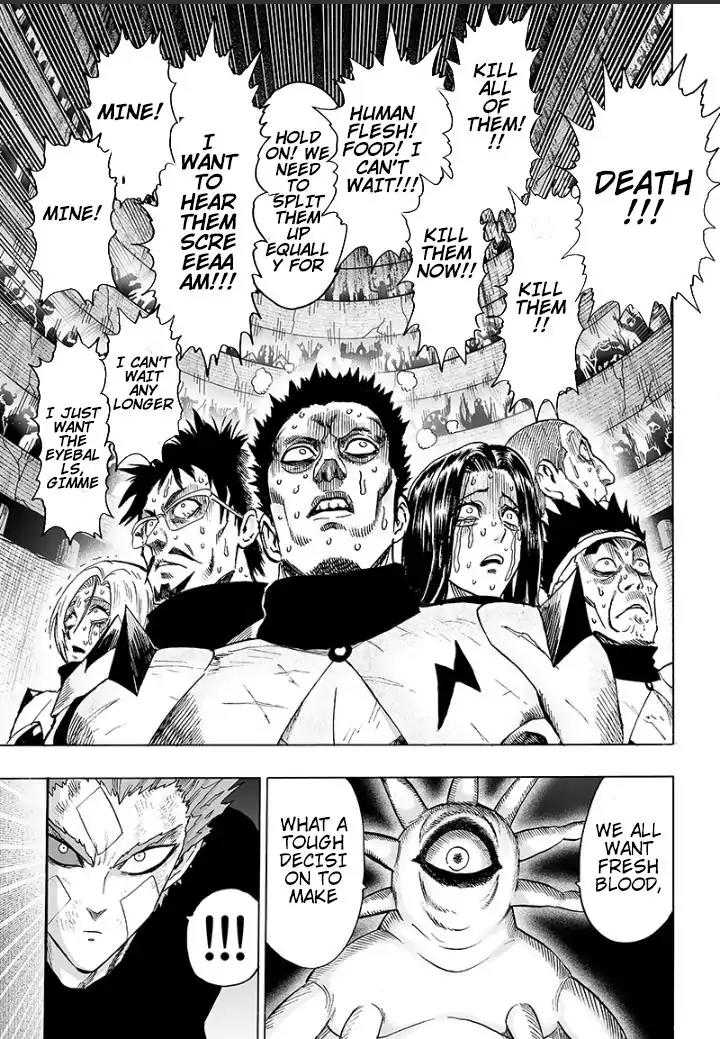 DEATH
!!!
KILL
ALL
OF
THEM!
!!
KILL
THEM
!!
KILL
THEM
NOW!!
HUMAN
FLESH!
FOOD! I
CAN'T
WAIT!!!
HOLD
ON! WE
NEED
TO
SPLIT
THEM
UP
EQUALL
Y FOR
I
WANT
TO
HEAR
THEM
SCRE
EEAA
AM!!!
MINE!
MINE!
I CAN'T
WAIT
ANY
LONGER
I JUST
WANT
THE
EYEBAL
LS,
GIMME
WE ALL
WANT
FRESH
BLOOD,
WHAT A
TOUGH
DECISI
ON TO
MAKE
!!!